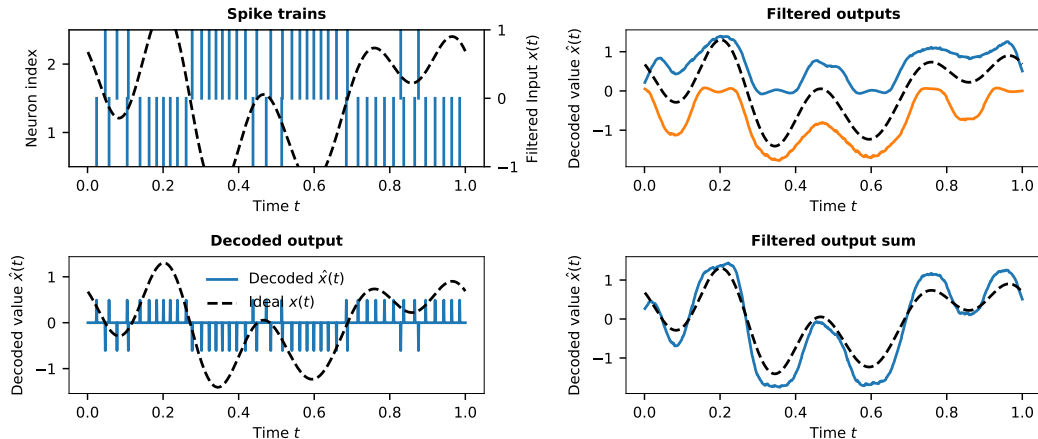 Spike trains
Neuron index
2
1
1
0
−1
Filtered Input x(t)
0.0 0.2 0.4 0.6 0.8 1.0
Time t
Filtered outputs
Decoded value x̂(t)
1
0
−1
0.0 0.2 0.4 0.6 0.8 1.0
Time t
Decoded output
Decoded value x̂(t)
1
0
−1
Decoded x̂(t)
Ideal x(t)
0.0 0.2 0.4 0.6 0.8 1.0
Time t
Filtered output sum
Decoded value x̂(t)
1
0
−1
0.0 0.2 0.4 0.6 0.8 1.0
Time t